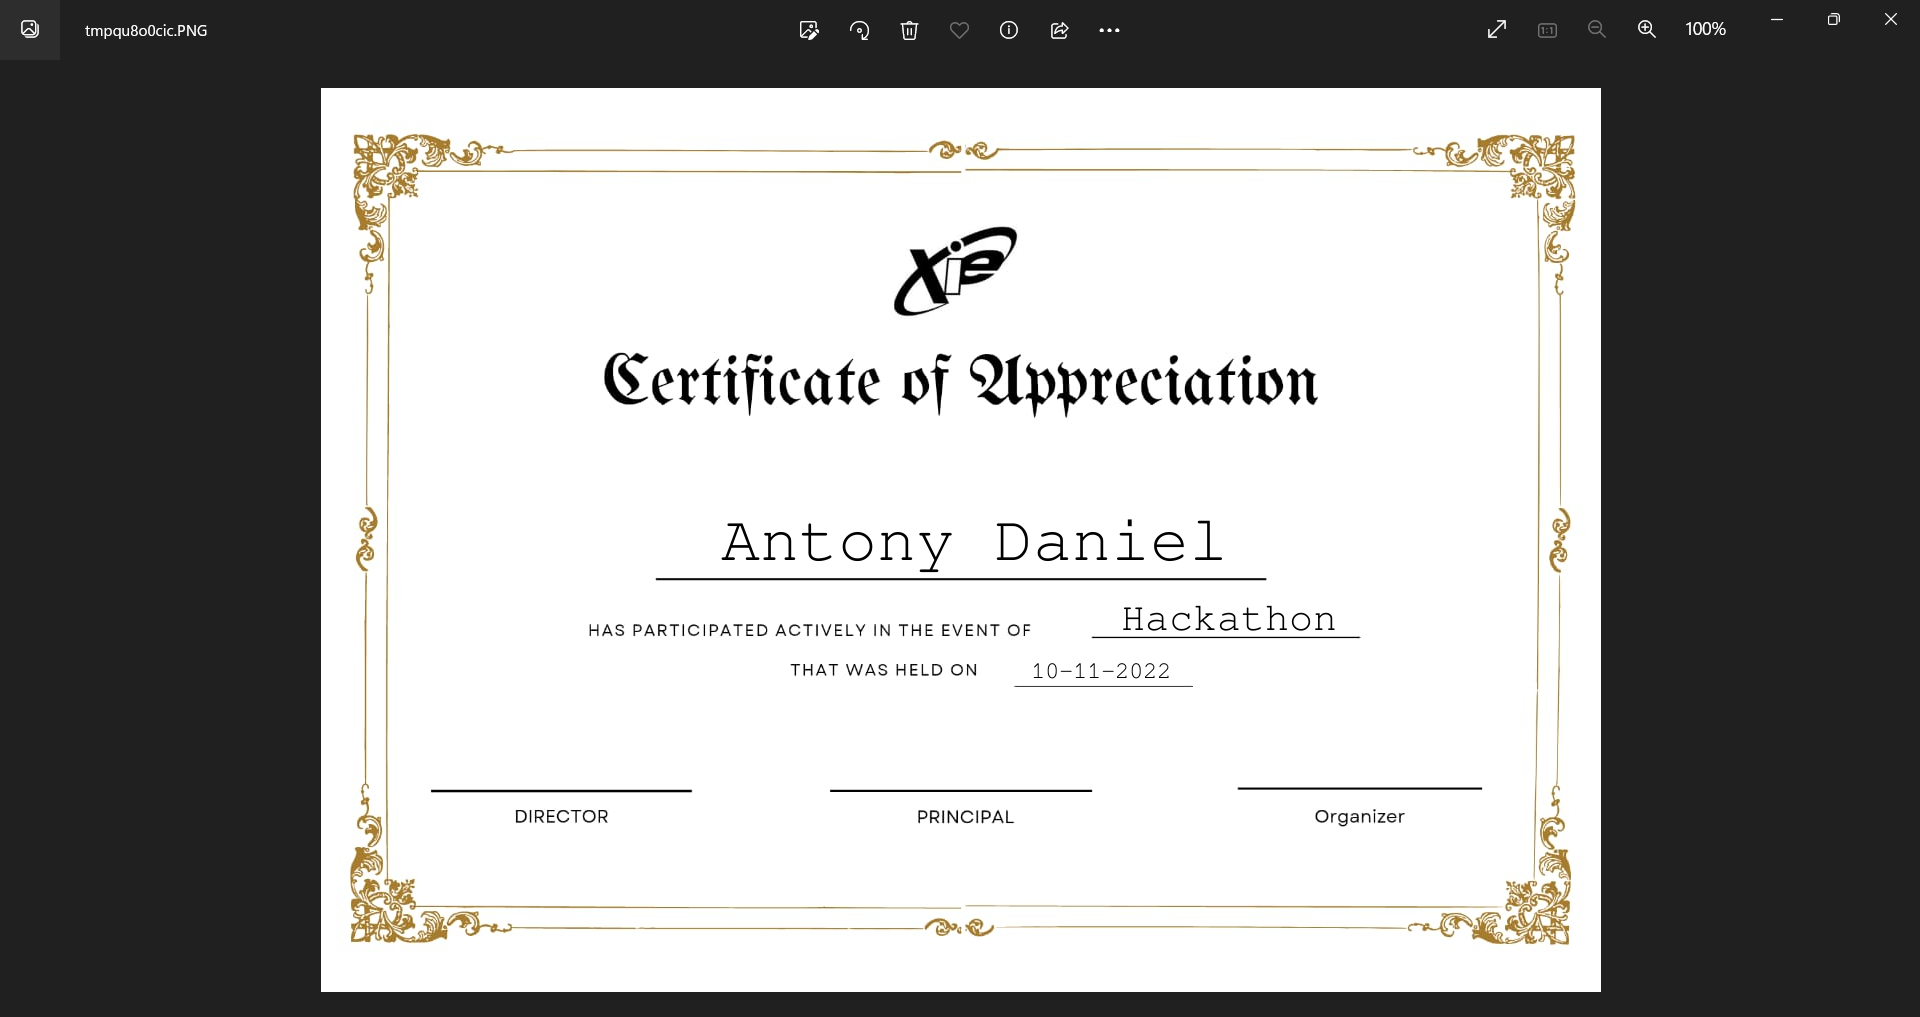 tmpqu8o0cic.PNG
100%
Xie
Certificate of Appreciation
Antony Daniel
HAS PARTICIPATED ACTIVELY IN THE EVENT OF Hackathon
THAT WAS HELD ON 10-11-2022
DIRECTOR PRINCIPAL Organizer